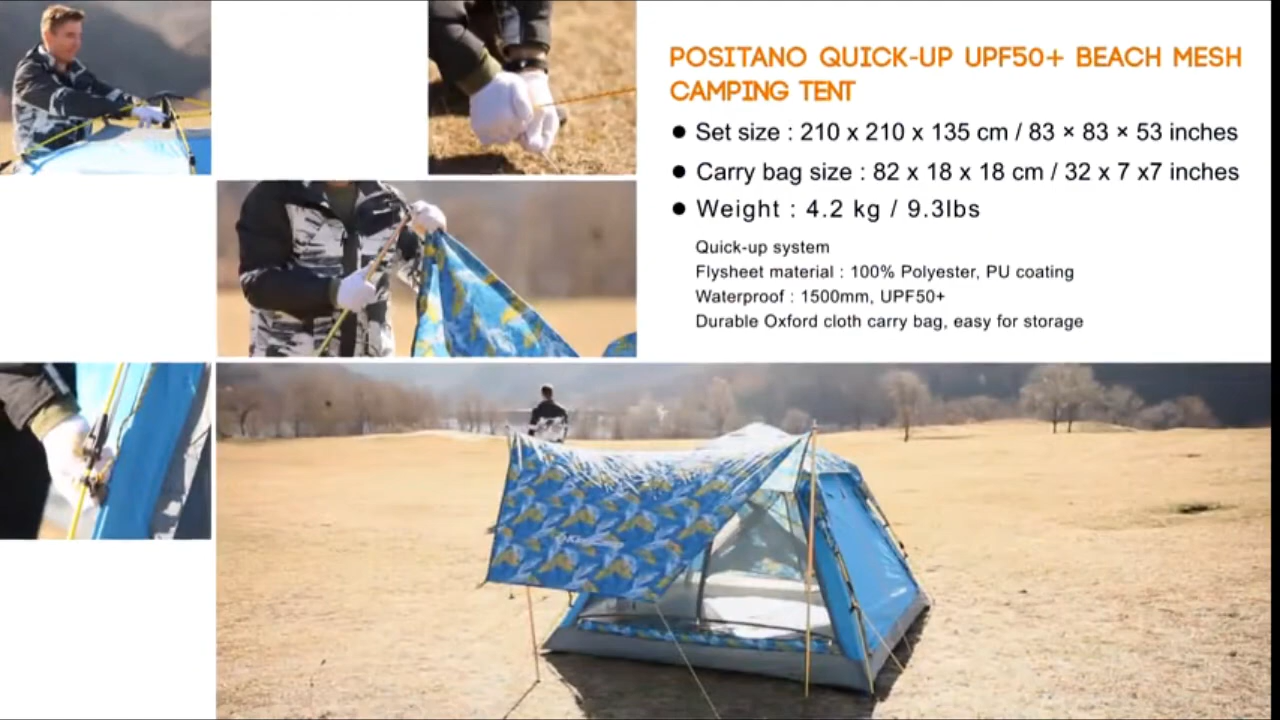 POSITANO QUICK-UP UPF50+ BEACH MESH
CAMPING TENT
● Set size : 210 x 210 x 135 cm / 83 × 83 × 53 inches
● Carry bag size : 82 x 18 x 18 cm / 32 x 7 x7 inches
● Weight : 4.2 kg / 9.3lbs
Quick-up system
Flysheet material : 100% Polyester, PU coating
Waterproof : 1500mm, UPF50+
Durable Oxford cloth carry bag, easy for storage